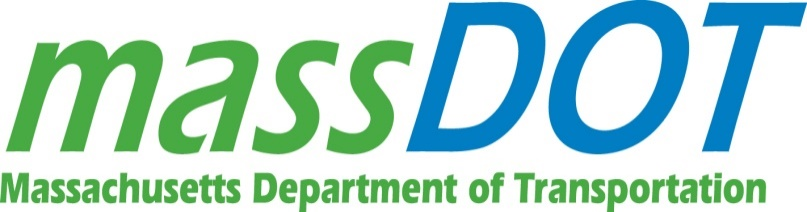 massDOT
Massachusetts Department of Transportation